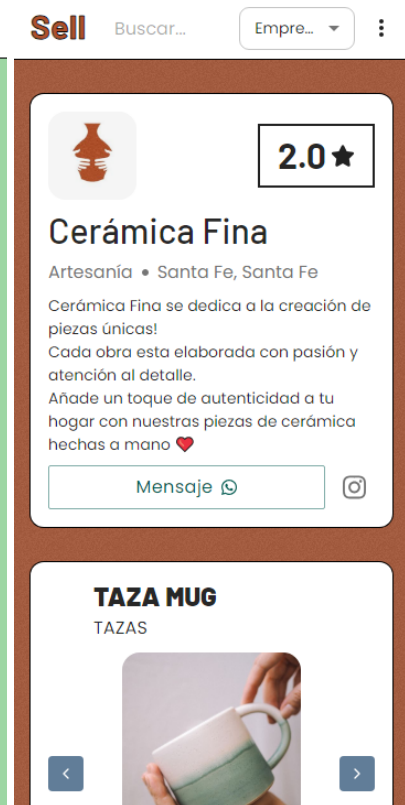 Sell
Buscar...
Empre...
2.0
Cerámica Fina
Artesanía • Santa Fe, Santa Fe
Cerámica Fina se dedica a la creación de
piezas únicas!
Cada obra esta elaborada con pasión y
atención al detalle.
Añade un toque de autenticidad a tu
hogar con nuestras piezas de cerámica
hechas a mano ❤️
Mensaje
TAZA MUG
TAZAS